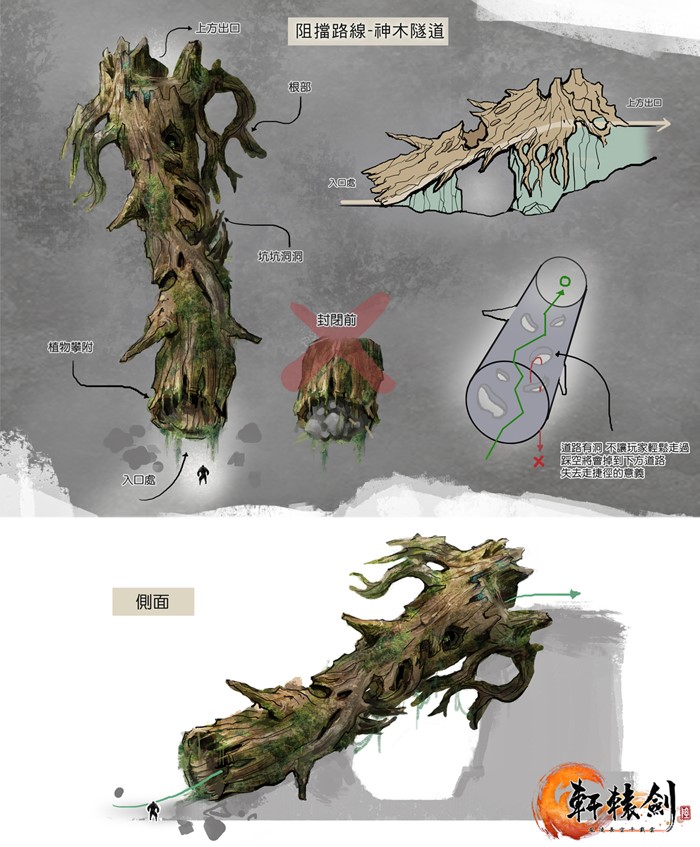 阻擋路線-神木隧道
上方出口
根部
坑坑洞洞
植物攀附
入口處
封閉前
上方出口
入口處
道路有洞 不讓玩家輕鬆走過
踩空將會掉到下方道路
失去走捷徑的意義
側面
軒轅劍